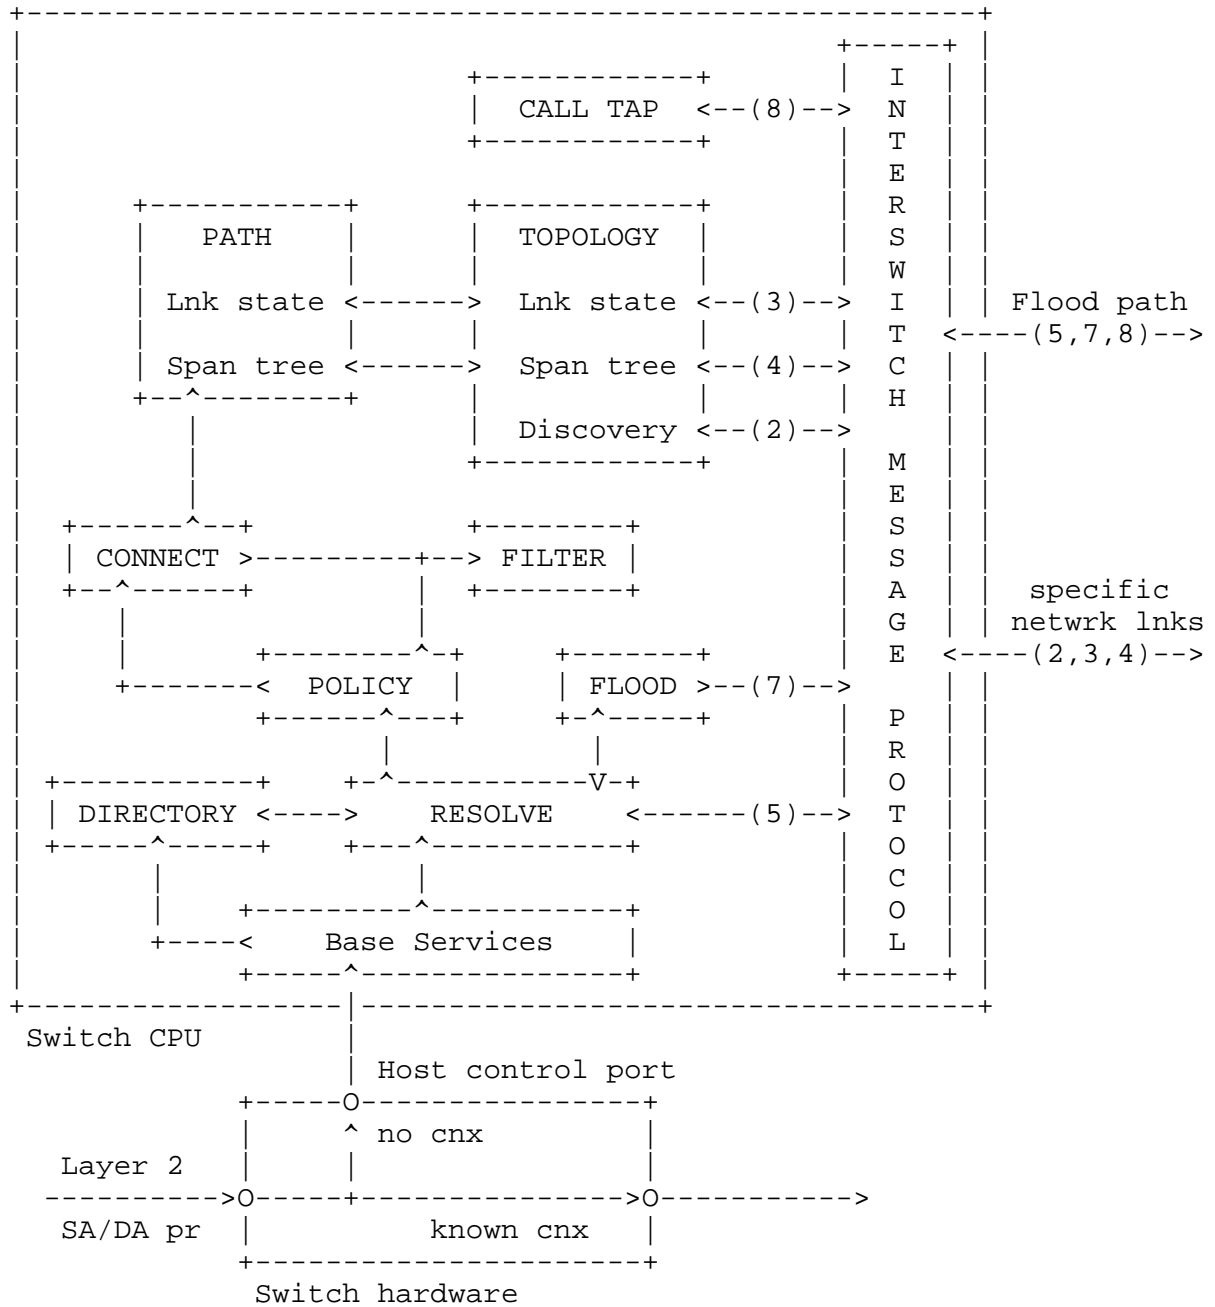 I
CALL TAP <--(8)--> N
T
E
R
PATH TOPOLOGY S
W
Lnk state <------> Lnk state <--(3)--> I Flood path
T <----(5,7,8)-->
Span tree <------> Span tree <--(4)--> C
H
Discovery <--(2)-->
M
E
S
CONNECT >---------+--> FILTER S
A specific
G netwrk lnks
E <----(2,3,4)-->
POLICY FLOOD >--(7)-->
P
R
O
DIRECTORY <----> RESOLVE <------(5)--> T
O
C
O
Base Services L
Switch CPU
Host control port
no cnx
Layer 2
SA/DA pr known cnx
Switch hardware